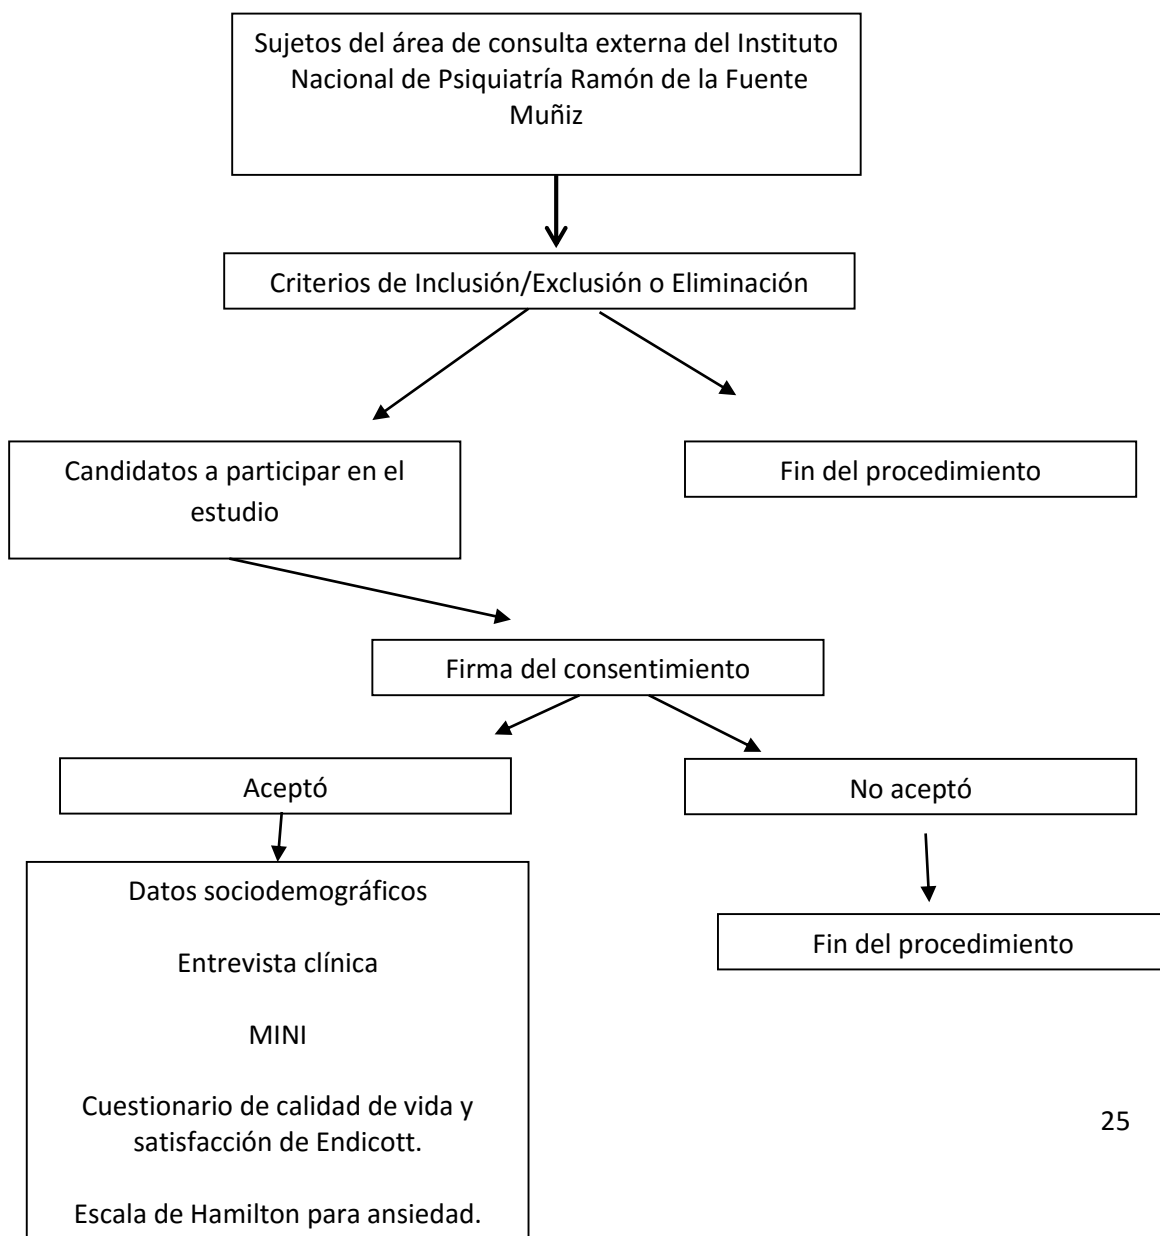 Sujetos del área de consulta externa del Instituto
Nacional de Psiquiatría Ramón de la Fuente
Muñiz
Criterios de Inclusión/Exclusión o Eliminación
Candidatos a participar en el
estudio
Fin del procedimiento
Firma del consentimiento
Aceptó
No aceptó
Datos sociodemográficos
Entrevista clínica
MINI
Cuestionario de calidad de vida y
satisfacción de Endicott.
Escala de Hamilton para ansiedad.
Fin del procedimiento
25